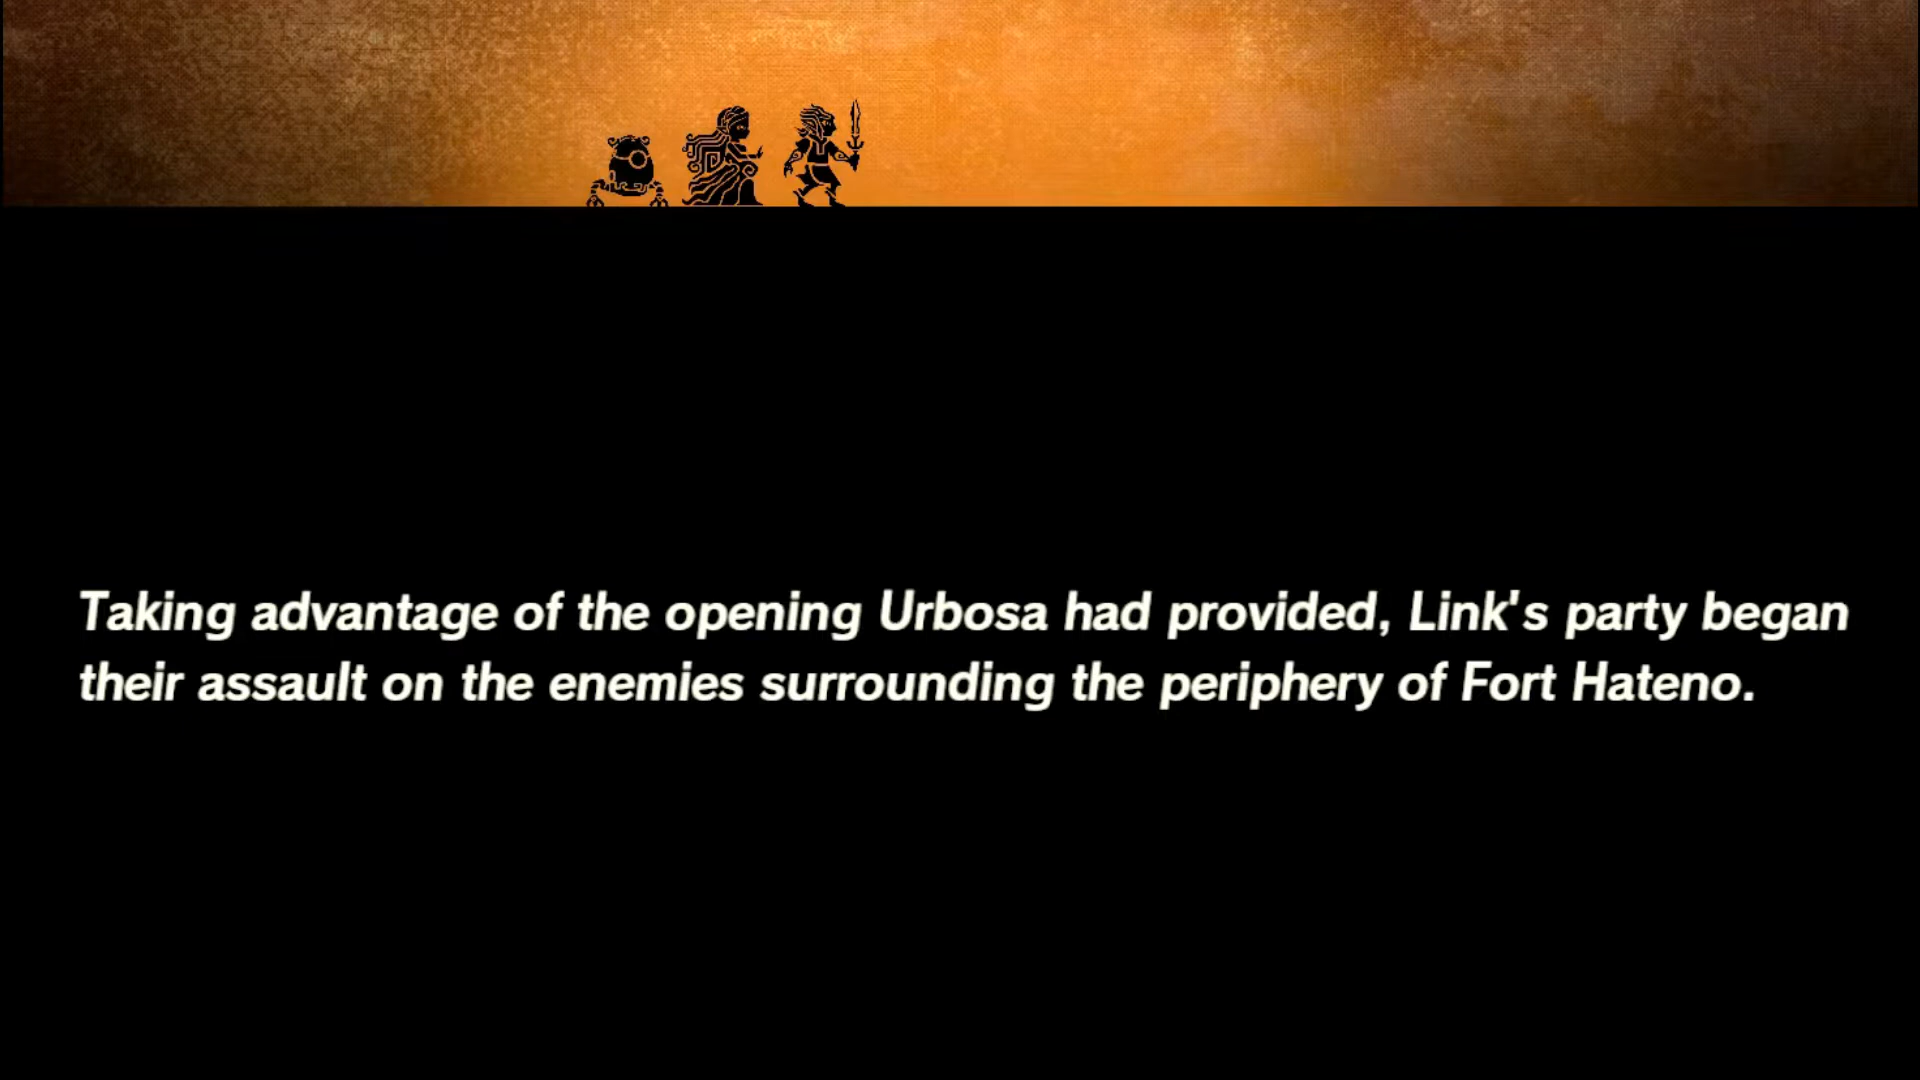 Taking advantage of the opening Urbosa had provided, Link's party began
their assault on the enemies surrounding the periphery of Fort Hateno.